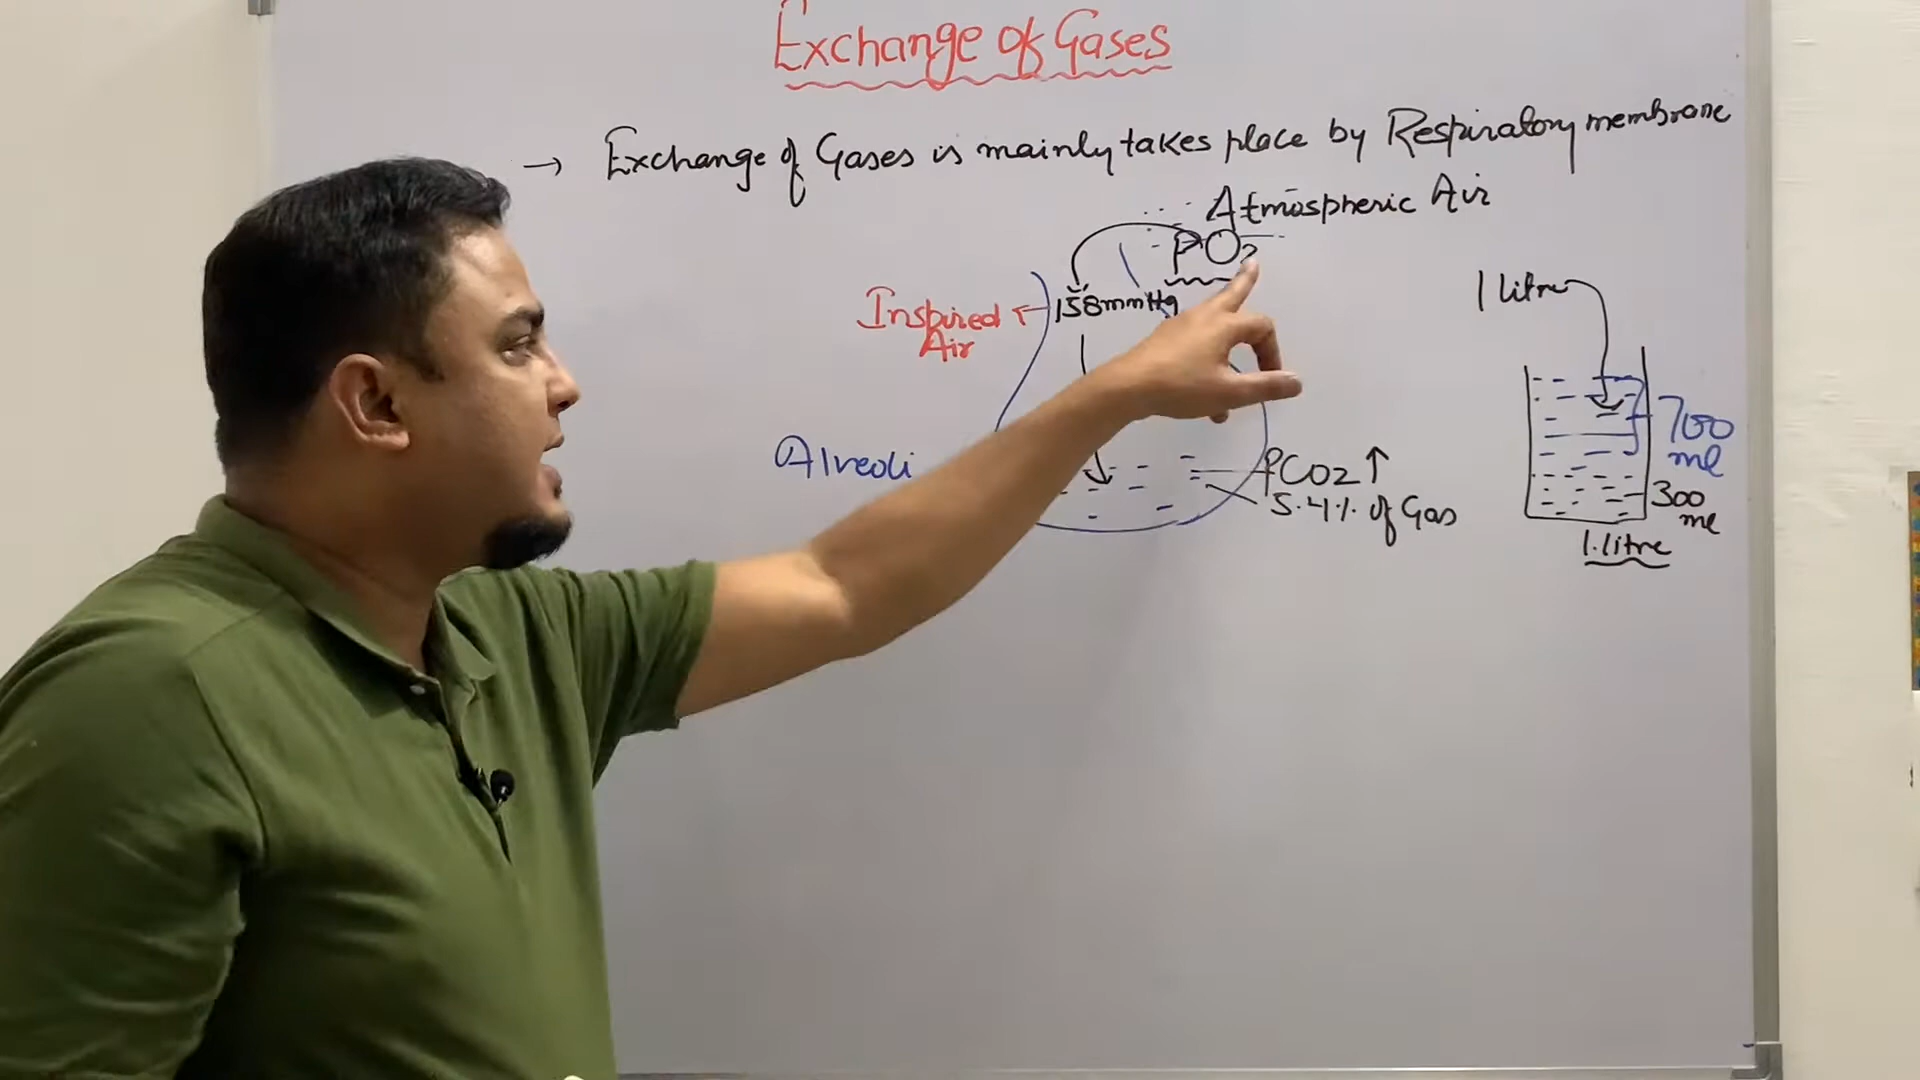 Exchange of Gases
→ Exchange of Gases is mainly takes place by Respiratory membrane
Atmospheric Air
PO2
158mmHg
Inspired
Air
Alveoli
PCO2↑
5.4% of Gas
1 litre
700
ml
300
ml
1.litre